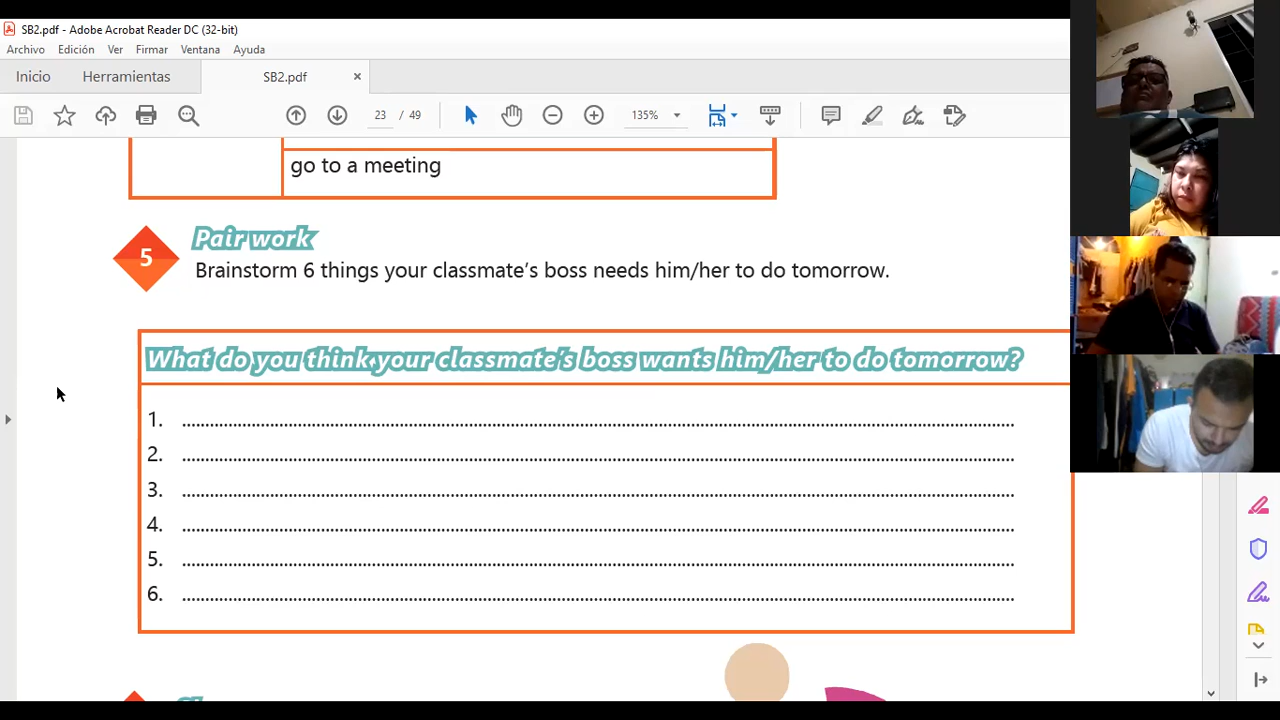 SB2.pdf - Adobe Acrobat Reader DC (32-bit)
Archivo Edición Ver Firmar Ventana Ayuda
Inicio Herramientas SB2.pdf ×
23 / 49 135%
go to a meeting
5 Pair work
Brainstorm 6 things your classmate's boss needs him/her to do tomorrow.
What do you think your classmate's boss wants him/her to do tomorrow?
1. ....................
2. ....................
3. ....................
4. ....................
5. ....................
6. ....................